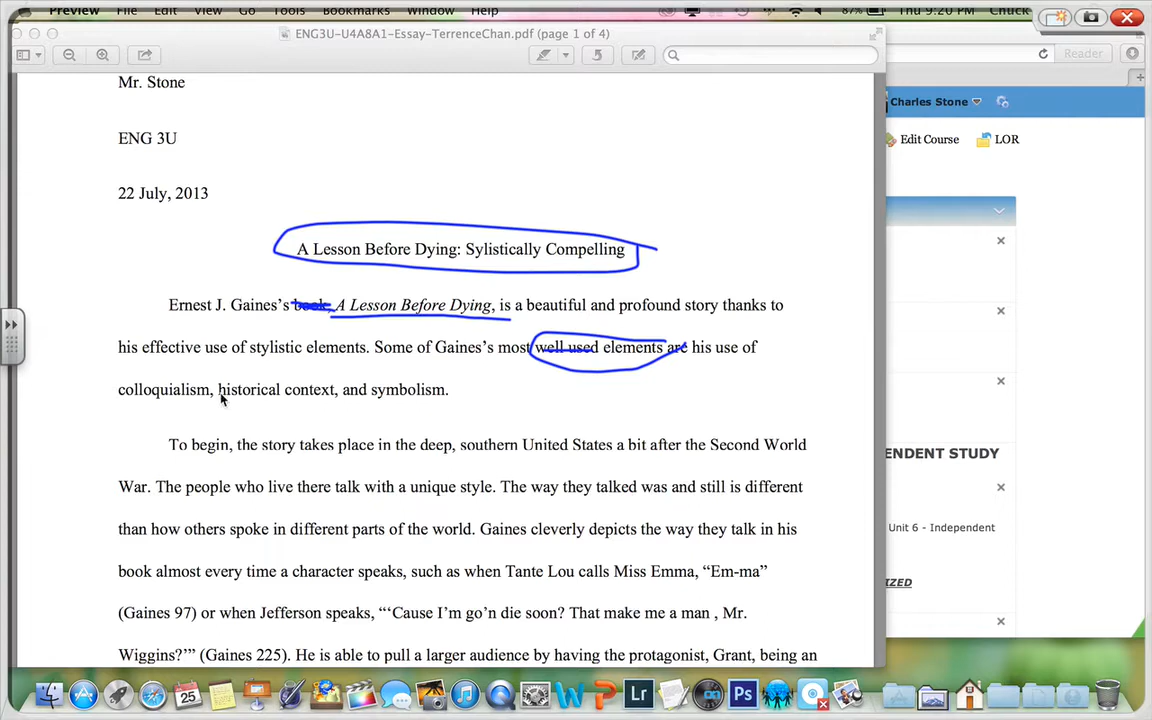 Preview File Edit View Go Tools Bookmarks Window Help 87% Thu 9:20 PM Chuck
ENG3U-U4A8A1-Essay-TerrenceChan.pdf (page 1 of 4)
Reader
Mr. Stone
Charles Stone
ENG 3U
Edit Course LOR
22 July, 2013
A Lesson Before Dying: Sylistically Compelling
Ernest J. Gaines’s book, A Lesson Before Dying, is a beautiful and profound story thanks to
his effective use of stylistic elements. Some of Gaines’s most well used elements are his use of
colloquialism, historical context, and symbolism.
To begin, the story takes place in the deep, southern United States a bit after the Second World
War. The people who live there talk with a unique style. The way they talked was and still is different
than how others spoke in different parts of the world. Gaines cleverly depicts the way they talk in his
book almost every time a character speaks, such as when Tante Lou calls Miss Emma, “Em-ma”
(Gaines 97) or when Jefferson speaks, “‘Cause I’m go’n die soon? That make me a man , Mr.
Wiggins?’” (Gaines 225). He is able to pull a larger audience by having the protagonist, Grant, being an
ENDENT STUDY
Unit 6 - Independent
IZED
25
Lr
Ps